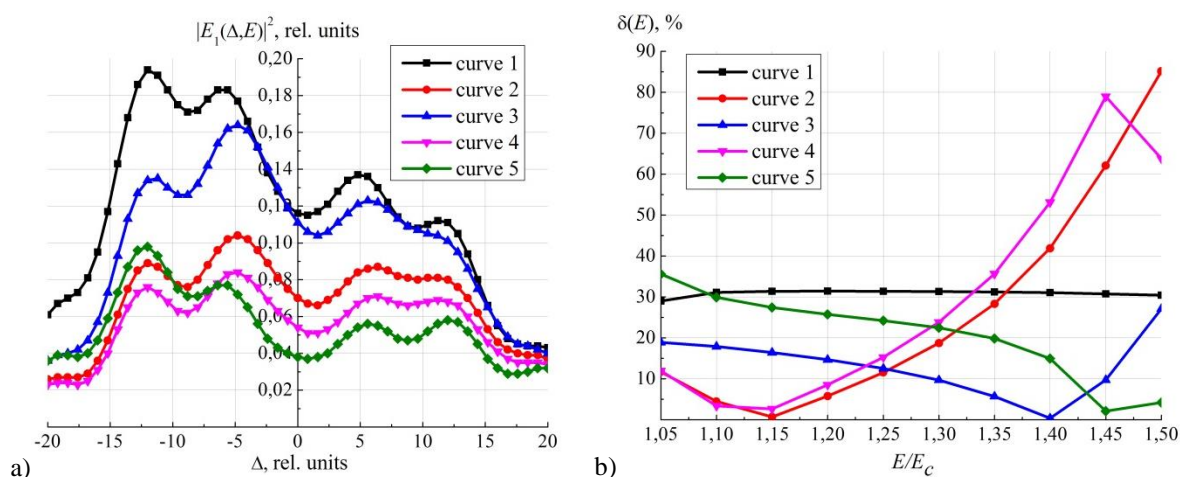 |E₁(Δ,E)|², rel. units
0,20
0,18
0,16
0,14
0,12
0,10
0,08
0,06
0,04
0,02
curve 1
curve 2
curve 3
curve 4
curve 5
-20 -15 -10 -5 0 5 10 15 20
Δ, rel. units
a)
δ(E), %
90
80
70
60
50
40
30
20
10
curve 1
curve 2
curve 3
curve 4
curve 5
1,05 1,10 1,15 1,20 1,25 1,30 1,35 1,40 1,45 1,50
E/E_c
b)